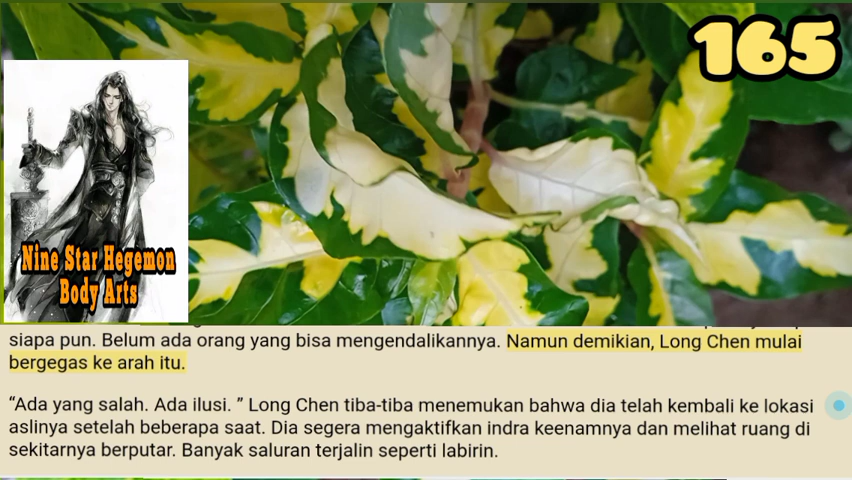 165
Nine Star Hegemon
Body Arts
siapa pun. Belum ada orang yang bisa mengendalikannya. Namun demikian, Long Chen mulai
bergegas ke arah itu.
“Ada yang salah. Ada ilusi. ” Long Chen tiba-tiba menemukan bahwa dia telah kembali ke lokasi
aslinya setelah beberapa saat. Dia segera mengaktifkan indra keenamnya dan melihat ruang di
sekitarnya berputar. Banyak saluran terjalin seperti labirin.